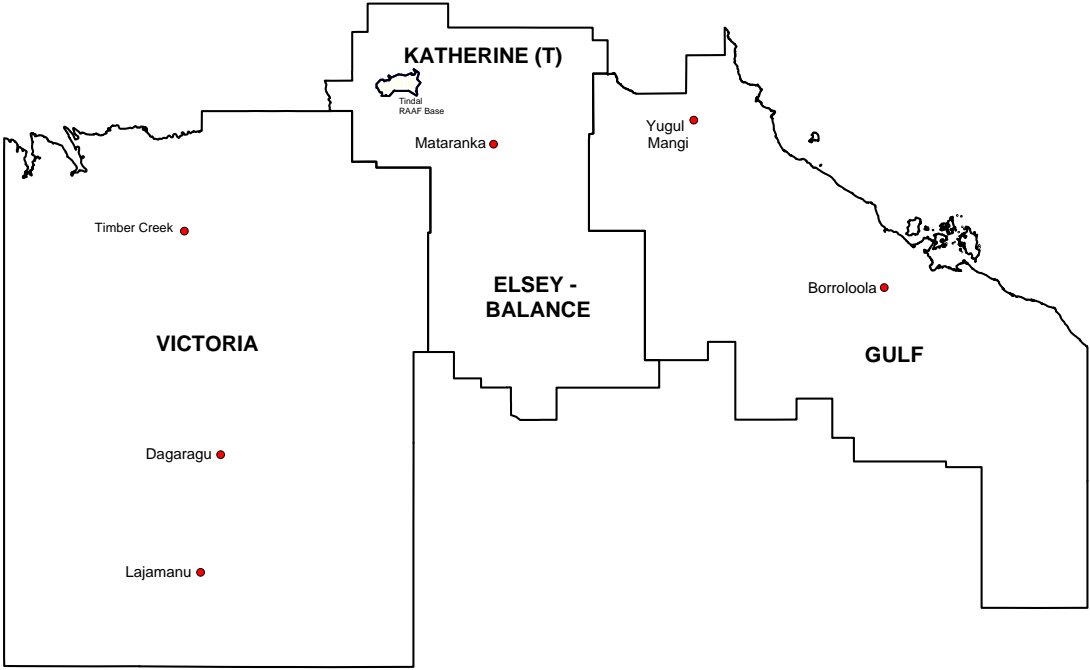 KATHERINE (T)
Tindal
RAAF Base
Mataranka
Yugul
Mangi
Timber Creek
ELSEY -
BALANCE
Borroloola
VICTORIA
GULF
Dagaragu
Lajamanu